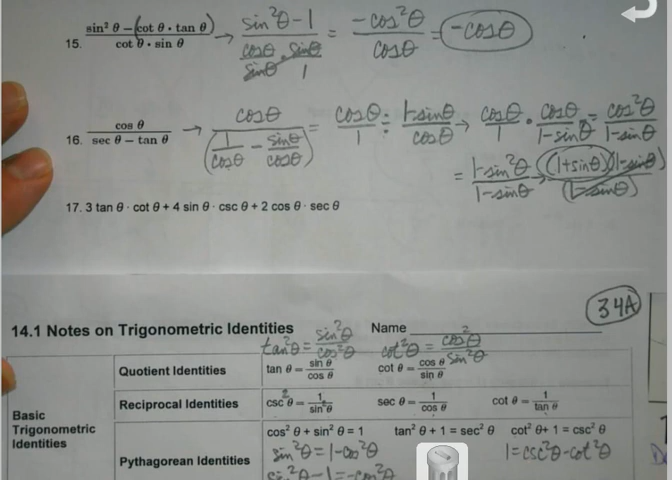 15. (sin² θ − (cot θ · tan θ))/(cot θ · sin θ) → (sin²θ − 1)/((cosθ/sinθ) · (sinθ/1)) = −cos²θ/cosθ = −cosθ
16. cos θ/(sec θ − tan θ) → cosθ/(1/cosθ − sinθ/cosθ) = cosθ/1 ÷ (1−sinθ)/cosθ → cosθ/1 · cosθ/(1−sinθ) = cos²θ/(1−sinθ)
= (1−sin²θ)/(1−sinθ) → ((1+sinθ)(1−sinθ))/(1−sinθ)
17. 3 tan θ · cot θ + 4 sin θ · csc θ + 2 cos θ · sec θ
34A
14.1 Notes on Trigonometric Identities Name
tan²θ = sin²θ/cos²θ cot²θ = cos²θ/sin²θ
Quotient Identities tan θ = sin θ/cos θ cot θ = cos θ/sin θ
Reciprocal Identities csc²θ = 1/sin²θ sec θ = 1/cos θ cot θ = 1/tan θ
Basic
Trigonometric
Identities
cos² θ + sin² θ = 1 tan² θ + 1 = sec² θ cot² θ + 1 = csc² θ
Pythagorean Identities sin²θ = 1−cos²θ 1 = csc²θ − cot²θ
sin²θ − 1 = −cos²θ